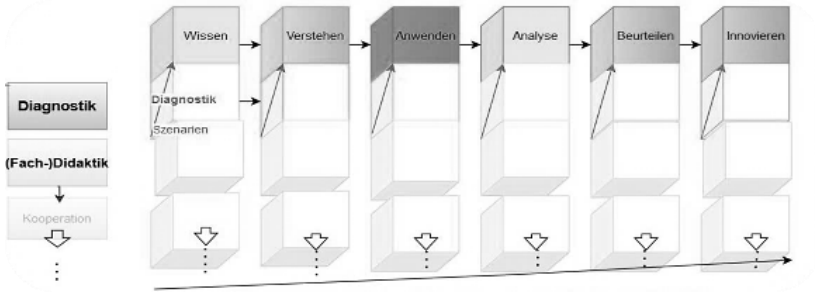 Wissen
Verstehen
Anwenden
Analyse
Beurteilen
Innovieren
Diagnostik
Diagnostik
Szenarien
(Fach-)Didaktik
Kooperation